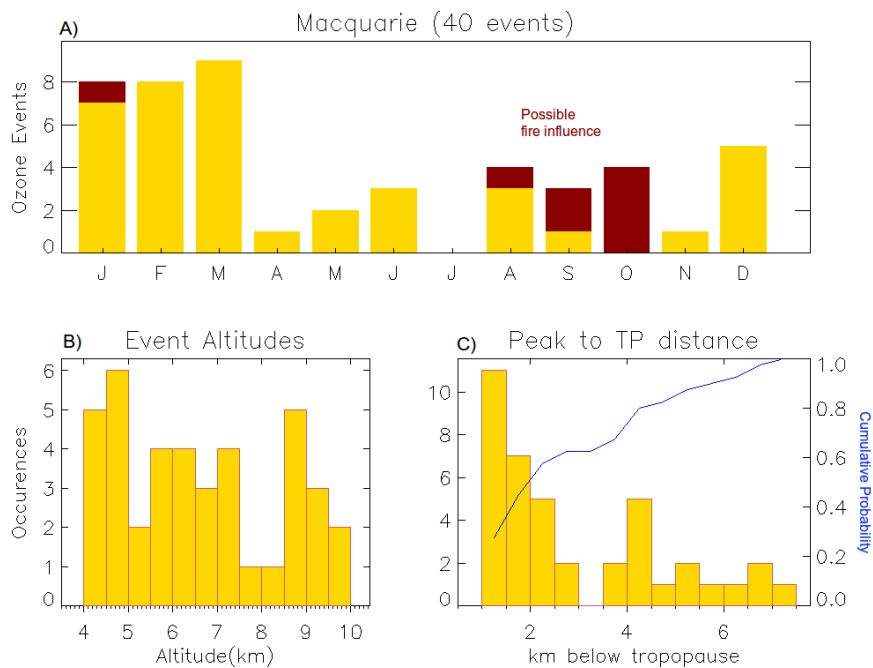 A)
Macquarie (40 events)
Ozone Events
8
6
4
2
0
Possible
fire influence
J F M A M J J A S O N D
B)
Event Altitudes
Occurences
6
5
4
3
2
1
0
4 5 6 7 8 9 10
Altitude(km)
C)
Peak to TP distance
10
8
6
4
2
0
1.0
0.8
0.6
0.4
0.2
0.0
Cumulative Probability
2 4 6
km below tropopause